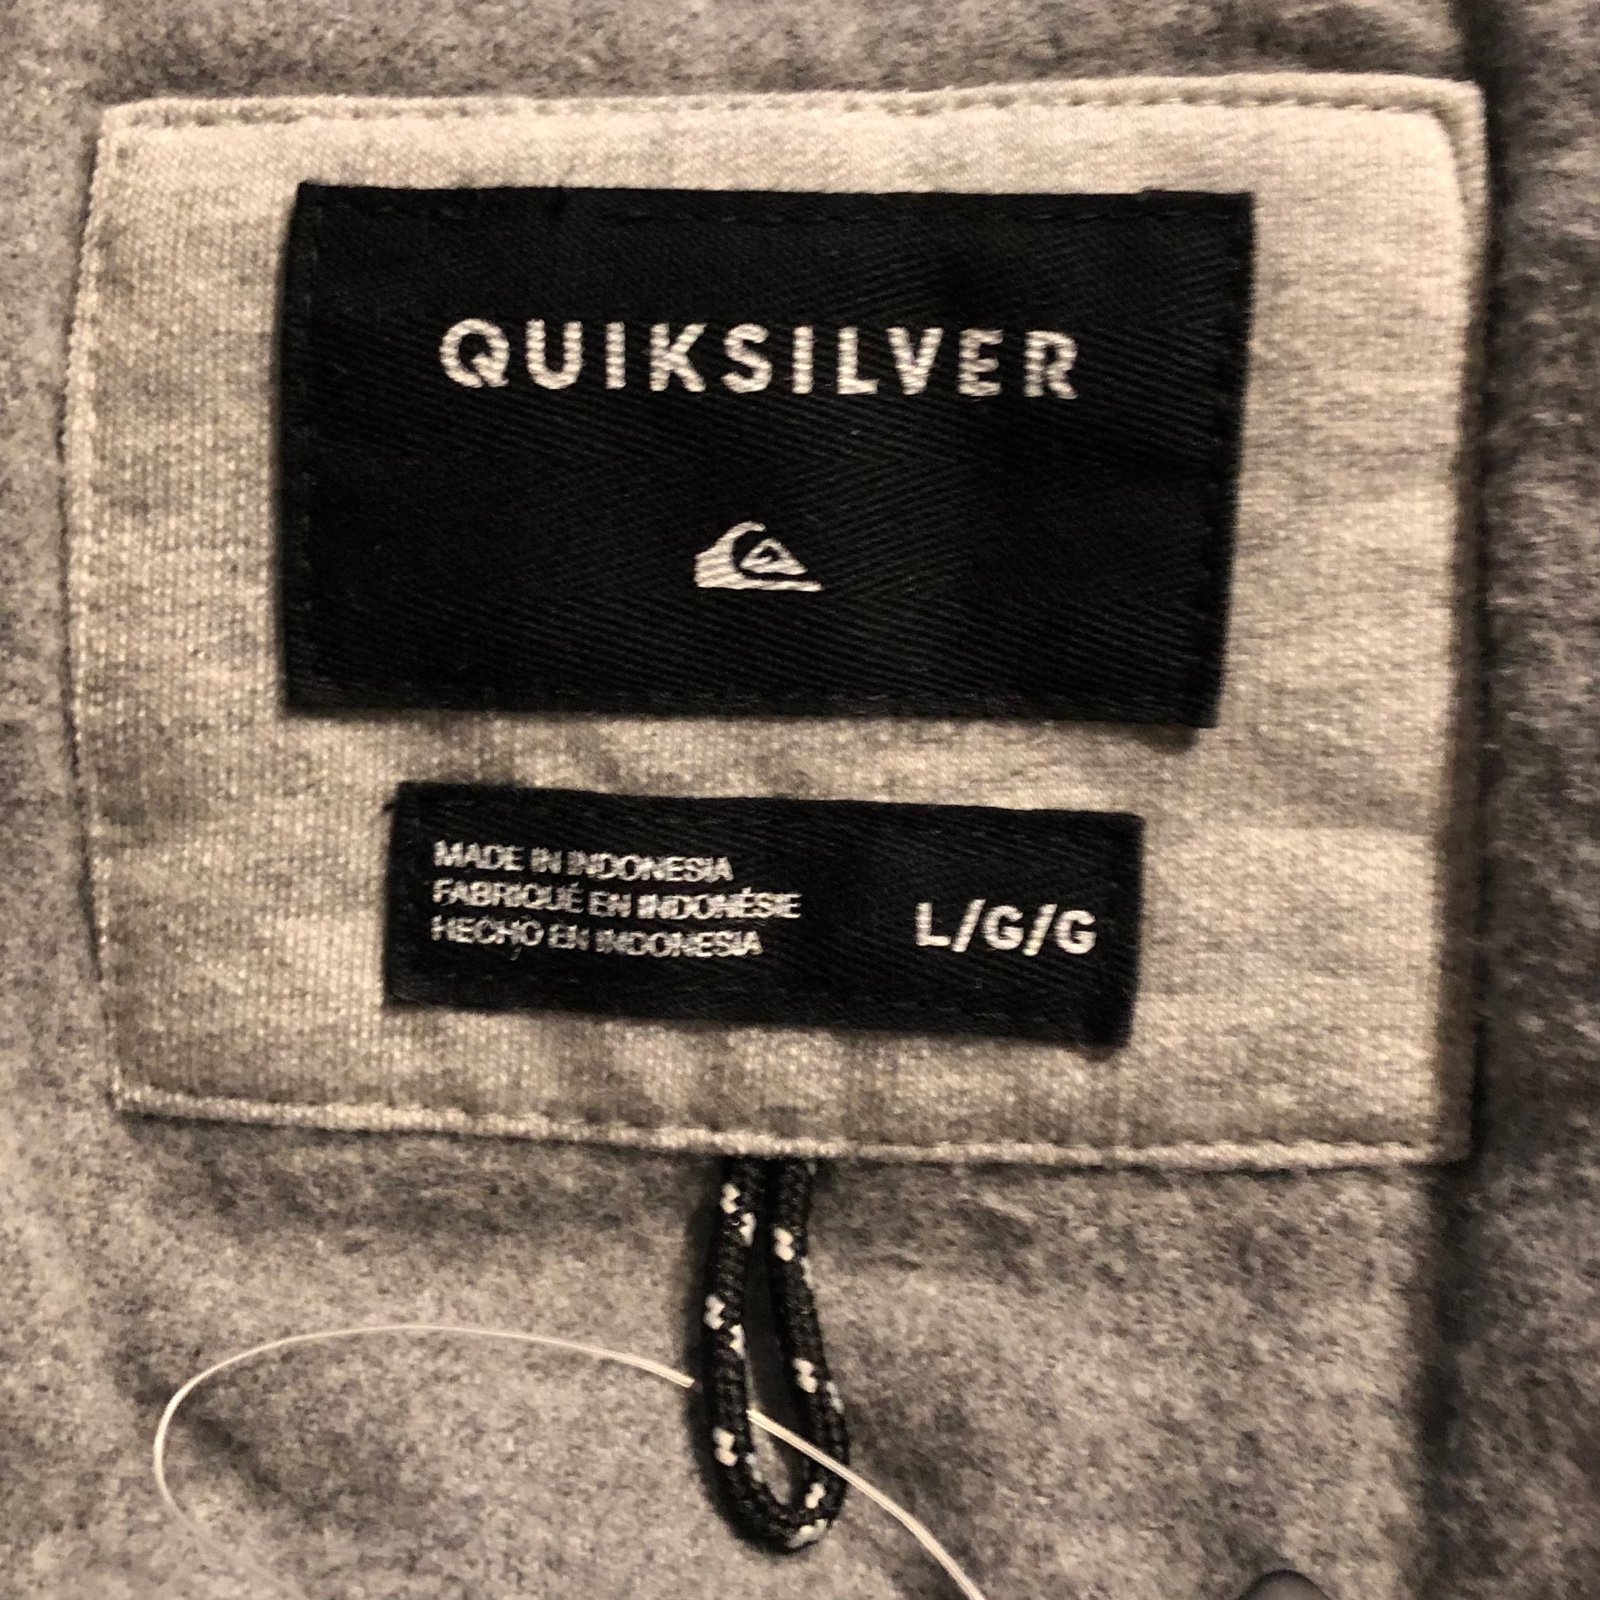 QUIKSILVER
MADE IN INDONESIA
FABRIQUÉ EN INDONÉSIE
HECHO EN INDONESIA
L/G/G